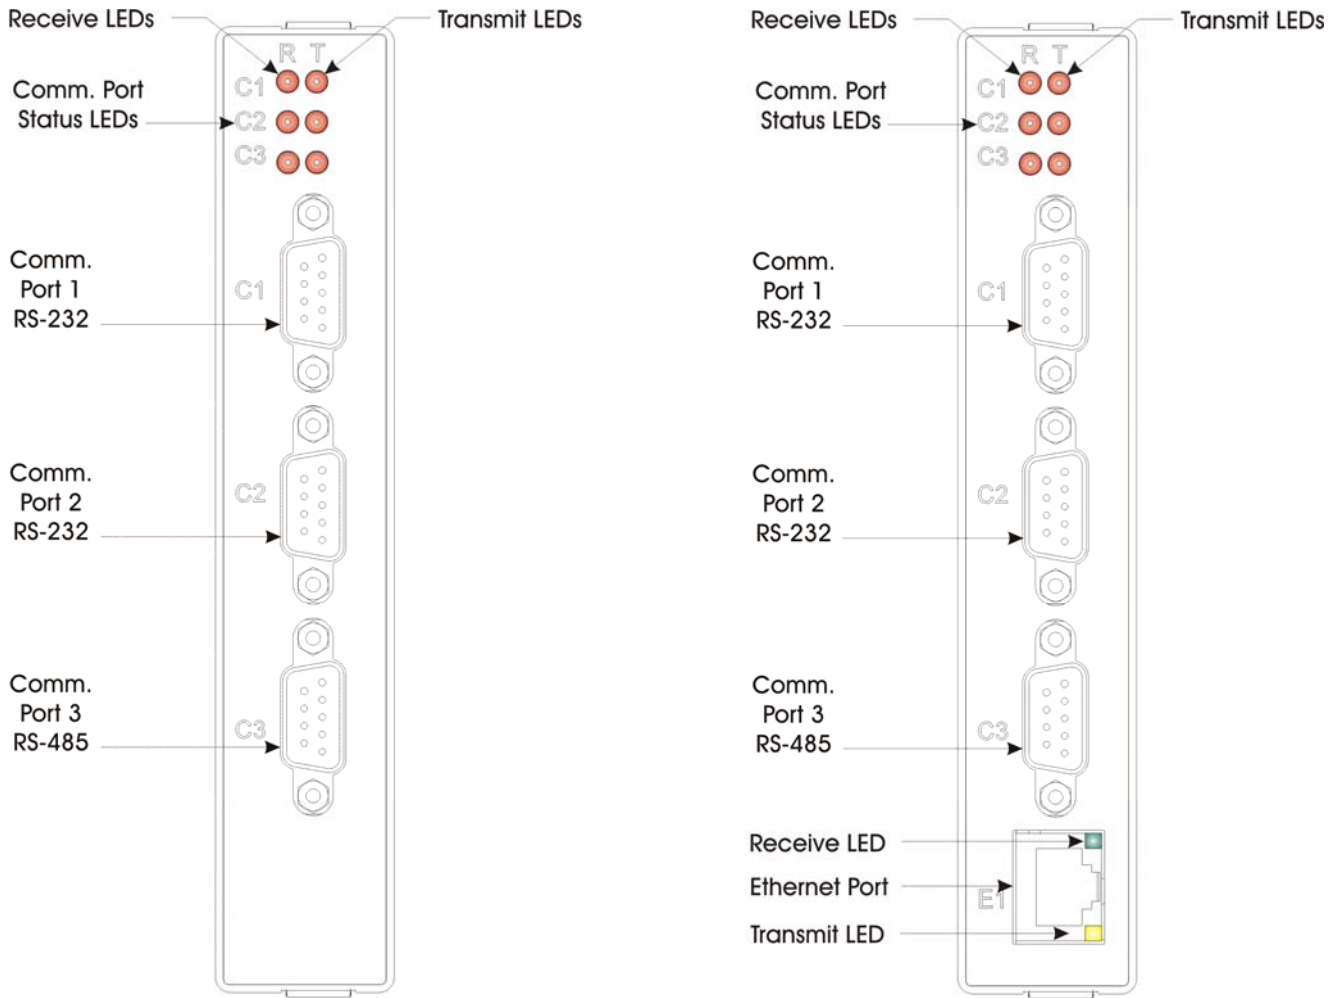 Receive LEDs
Transmit LEDs
R T
C1
Comm. Port
Status LEDs
C2
C3
Comm.
Port 1
RS-232
C1
Comm.
Port 2
RS-232
C2
Comm.
Port 3
RS-485
C3
Receive LEDs
Transmit LEDs
R T
C1
Comm. Port
Status LEDs
C2
C3
Comm.
Port 1
RS-232
C1
Comm.
Port 2
RS-232
C2
Comm.
Port 3
RS-485
C3
Receive LED
Ethernet Port
E1
Transmit LED